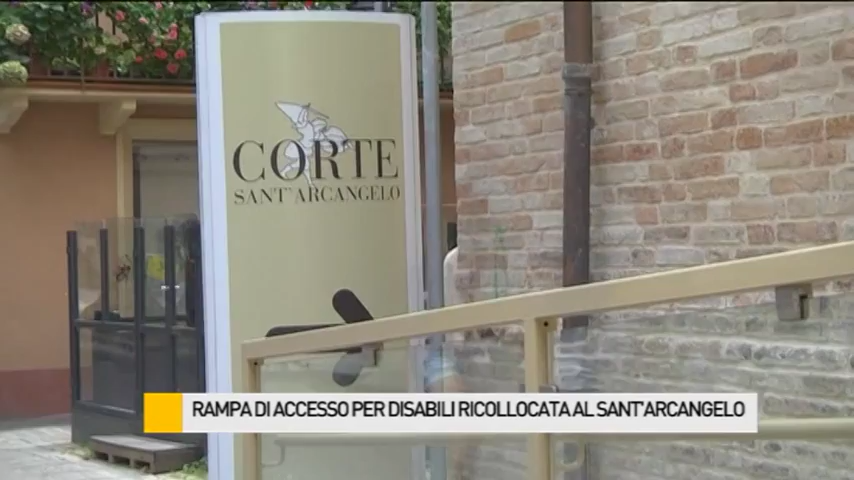 CORTE
SANT'ARCANGELO
RAMPA DI ACCESSO PER DISABILI RICOLLOCATA AL SANT'ARCANGELO